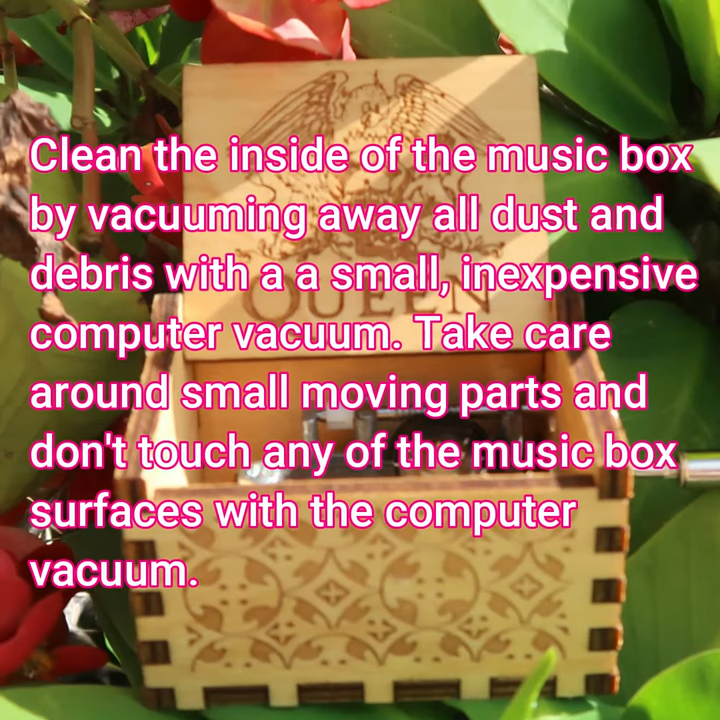 Clean the inside of the music box
by vacuuming away all dust and
debris with a a small, inexpensive
QUEEN
computer vacuum. Take care
around small moving parts and
don't touch any of the music box
surfaces with the computer
vacuum.